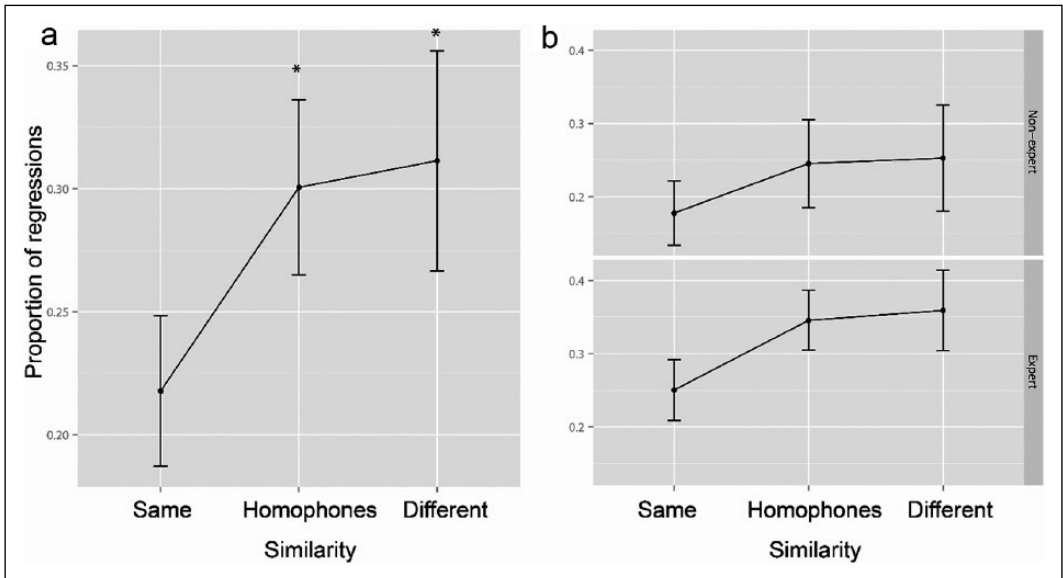 a
*
*
0.35
0.30
0.25
0.20
Proportion of regressions
Same Homophones Different
Similarity
b
0.4
0.3
0.2
Non-expert
0.4
0.3
0.2
Expert
Same Homophones Different
Similarity